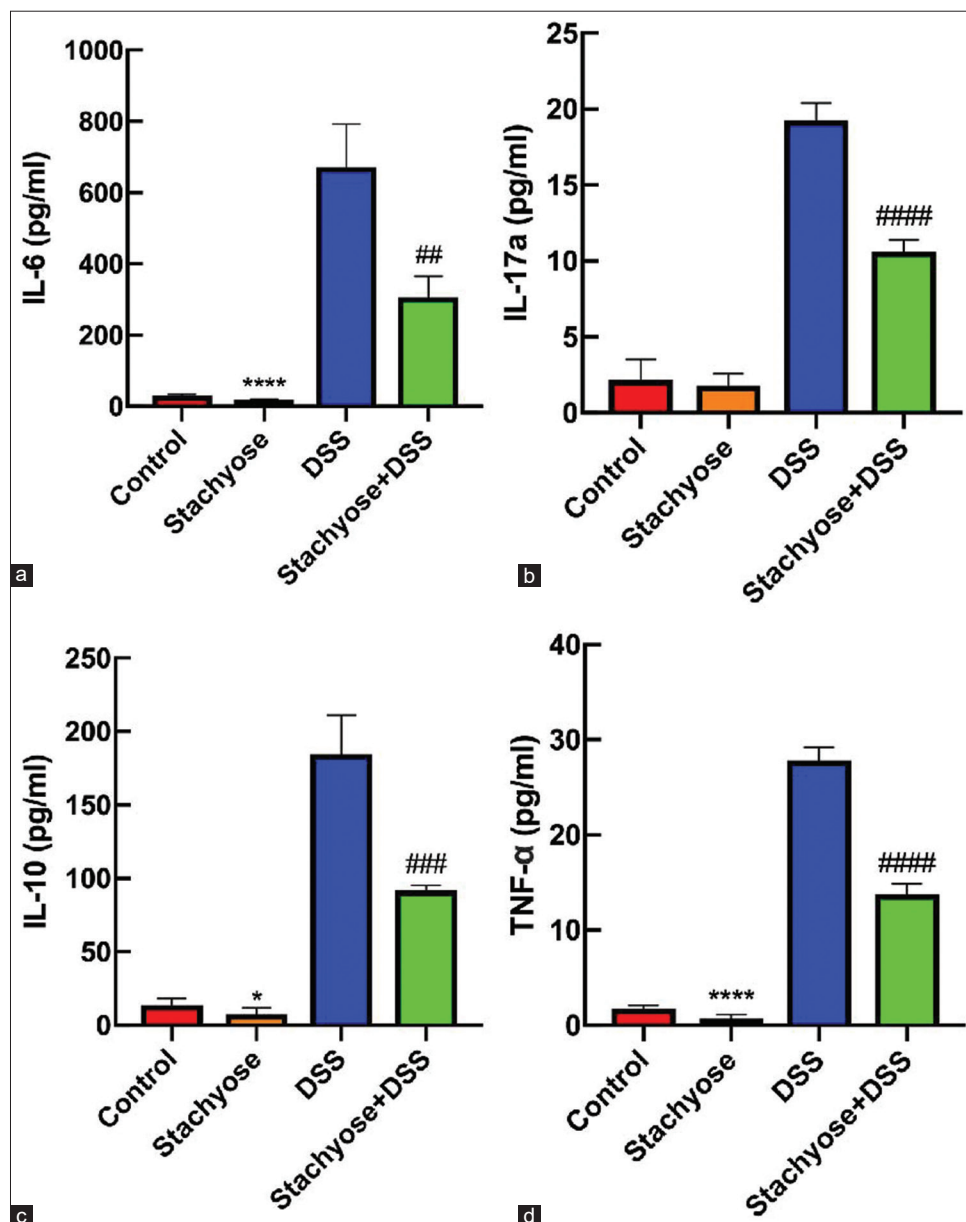 IL-6 (pg/ml)
1000
800
600
400
200
0
****
##
Control
Stachyose
DSS
Stachyose+DSS
a
IL-17a (pg/ml)
25
20
15
10
5
0
####
Control
Stachyose
DSS
Stachyose+DSS
b
IL-10 (pg/ml)
250
200
150
100
50
0
*
###
Control
Stachyose
DSS
Stachyose+DSS
c
TNF-α (pg/ml)
40
30
20
10
0
****
####
Control
Stachyose
DSS
Stachyose+DSS
d